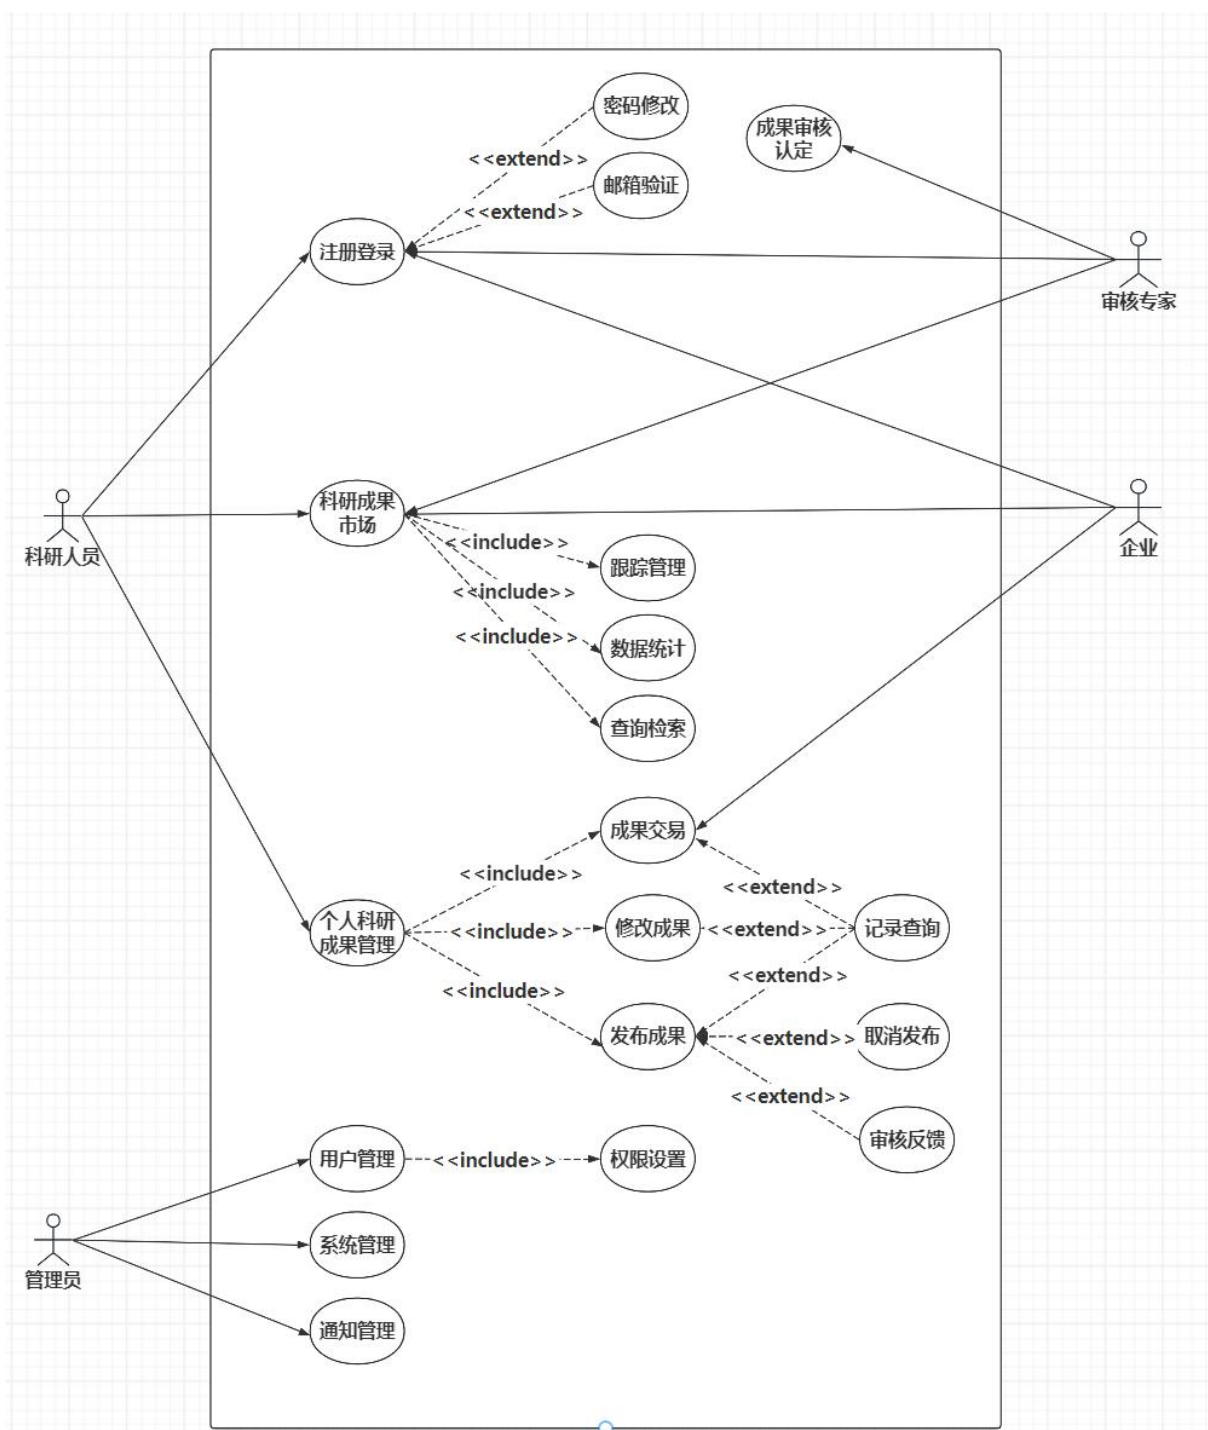 密码修改
成果审核
认定
<<extend>>
邮箱验证
<<extend>>
注册登录
审核专家
科研成果
市场
<<include>>
科研人员
企业
跟踪管理
<<include>>
<<include>>
数据统计
查询检索
成果交易
<<include>>
<<extend>>
个人科研
成果管理
<<include>>
修改成果
<<extend>>
记录查询
<<extend>>
<<include>>
发布成果
<<extend>>
取消发布
<<extend>>
审核反馈
用户管理
<<include>>
权限设置
系统管理
管理员
通知管理